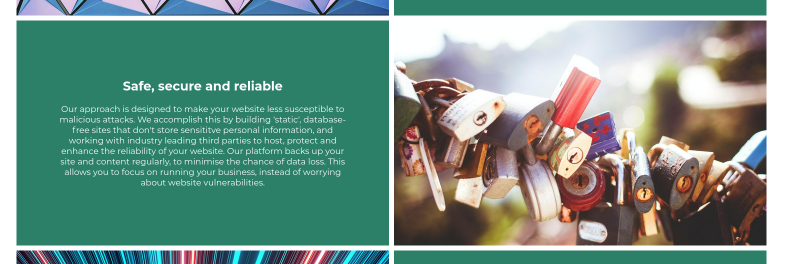 Safe, secure and reliable
Our approach is designed to make your website less susceptible to
malicious attacks. We accomplish this by building 'static', database-
free sites that don't store sensititve personal information, and
working with industry leading third parties to host, protect and
enhance the reliability of your website. Our platform backs up your
site and content regularly, to minimise the chance of data loss. This
allows you to focus on running your business, instead of worrying
about website vulnerabilities.